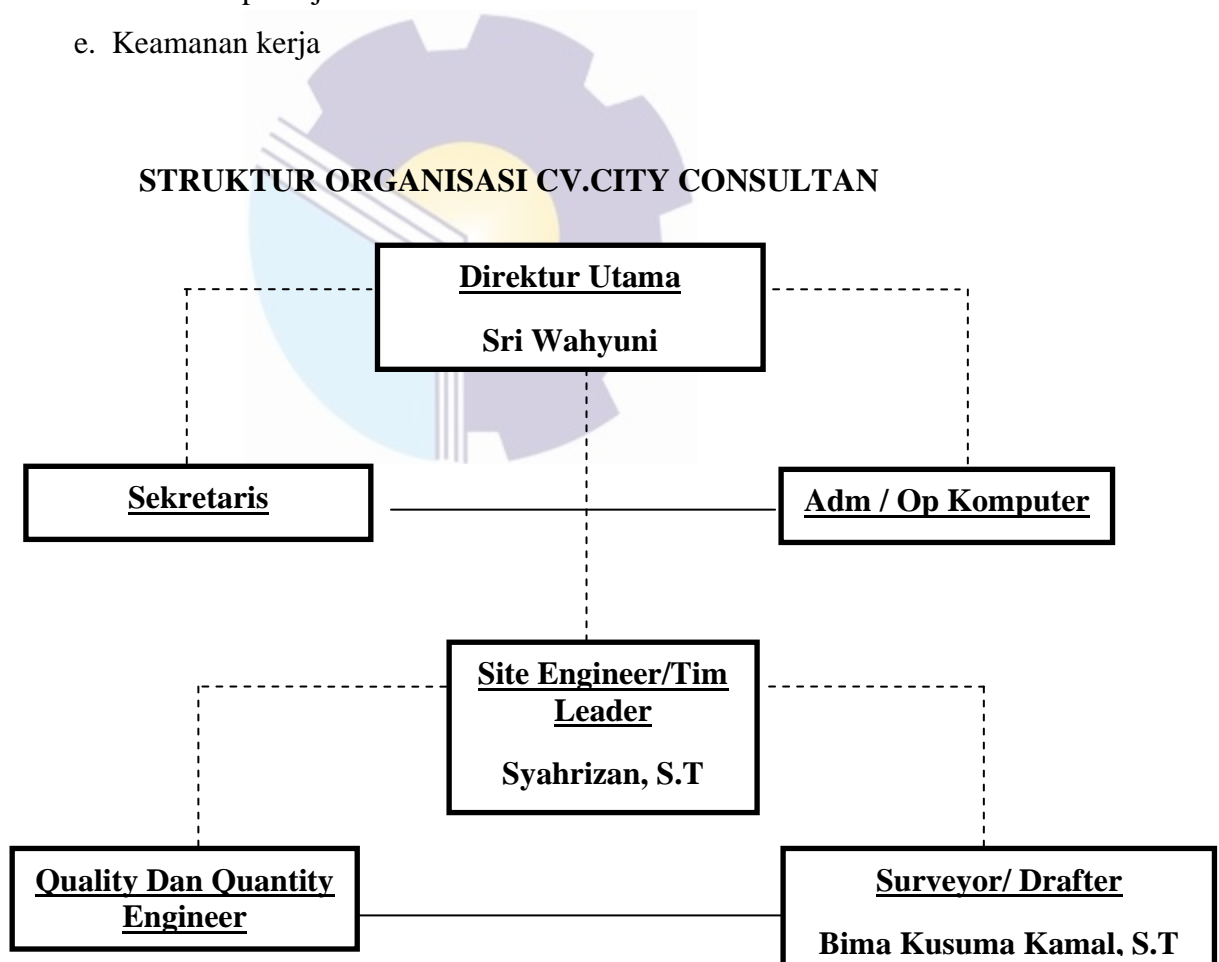 e. Keamanan kerja
STRUKTUR ORGANISASI CV.CITY CONSULTAN
Direktur Utama
Sri Wahyuni
Sekretaris
Adm / Op Komputer
Site Engineer/Tim
Leader
Syahrizan, S.T
Quality Dan Quantity
Engineer
Surveyor/ Drafter
Bima Kusuma Kamal, S.T